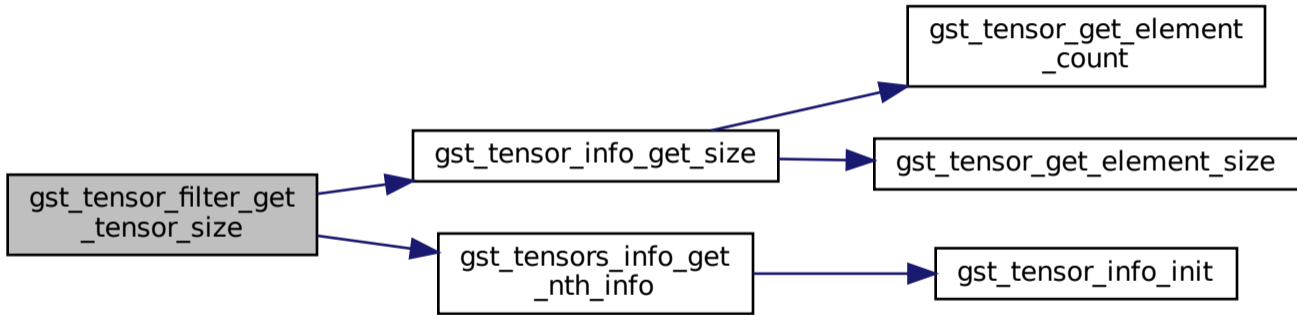 gst_tensor_get_element
_count
gst_tensor_info_get_size
gst_tensor_get_element_size
gst_tensor_filter_get
_tensor_size
gst_tensors_info_get
_nth_info
gst_tensor_info_init